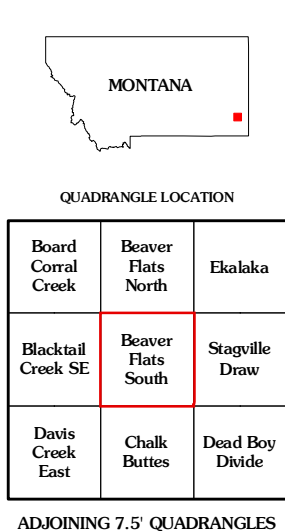 MONTANA
QUADRANGLE LOCATION
Board
Corral
Creek
Beaver
Flats
North
Ekalaka
Blacktail
Creek SE
Beaver
Flats
South
Stagville
Draw
Davis
Creek
East
Chalk
Buttes
Dead Boy
Divide
ADJOINING 7.5' QUADRANGLES